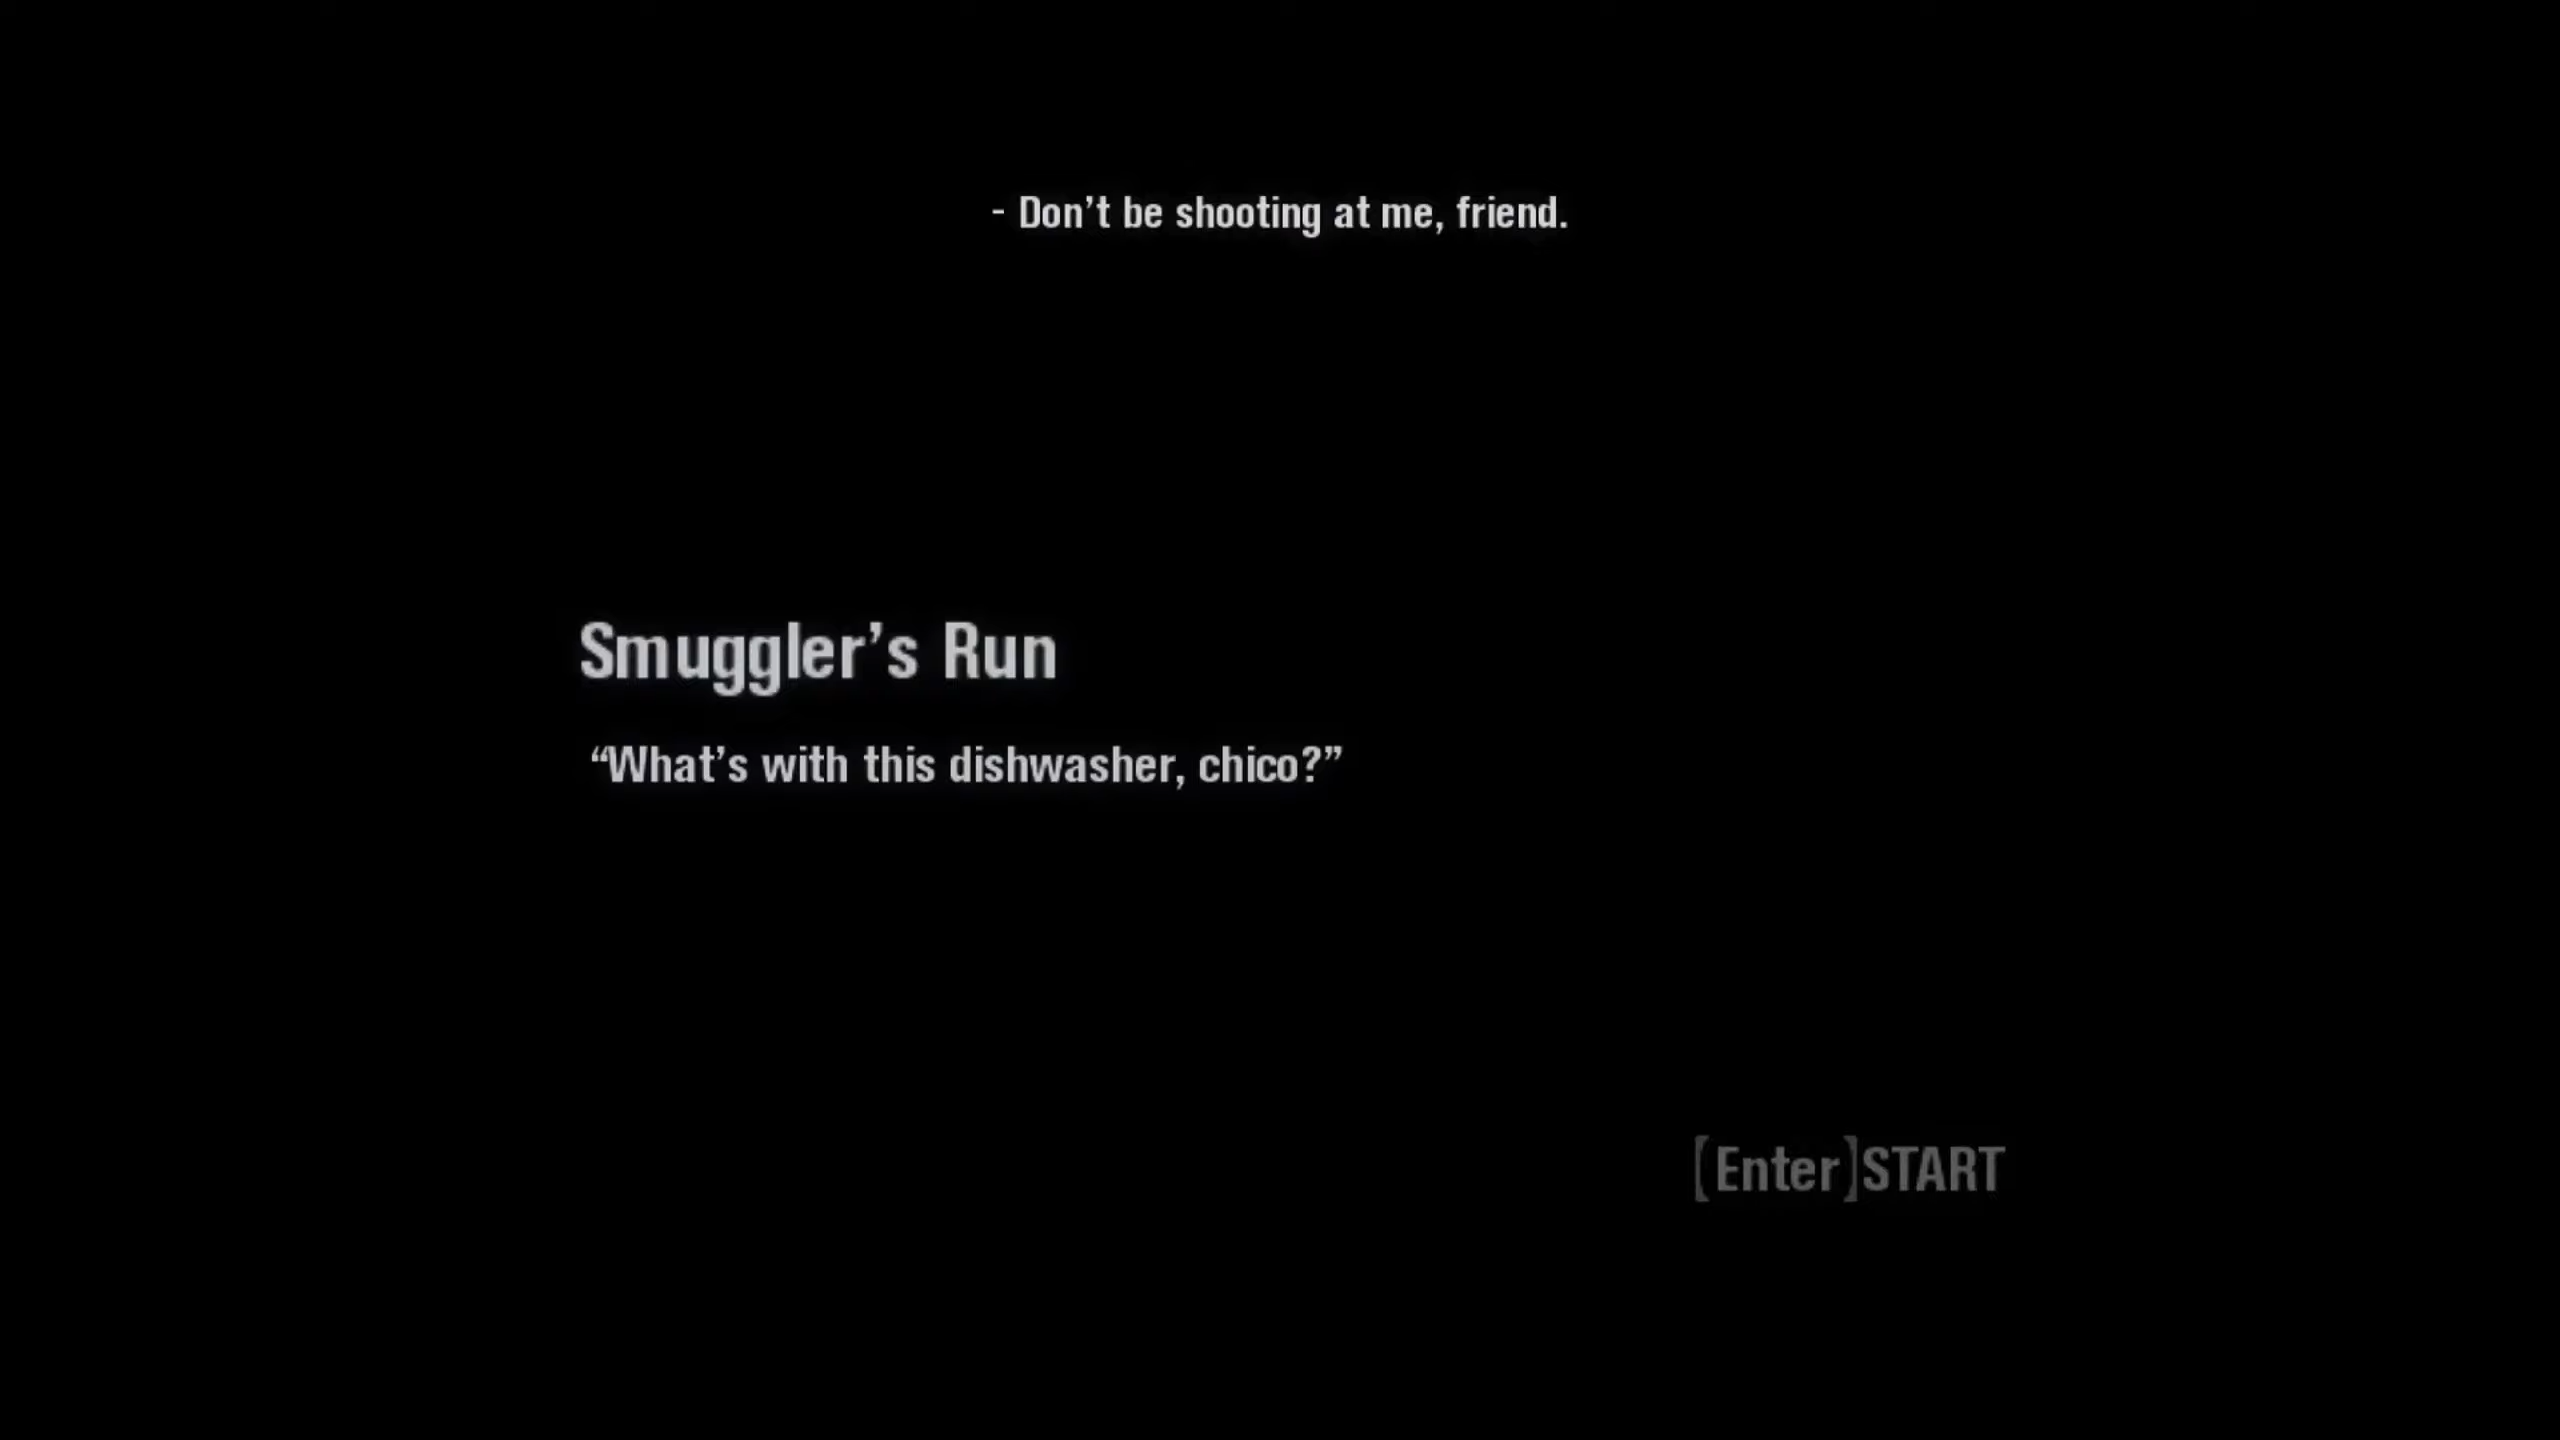 - Don’t be shooting at me, friend.
Smuggler’s Run
“What’s with this dishwasher, chico?”
[Enter]START